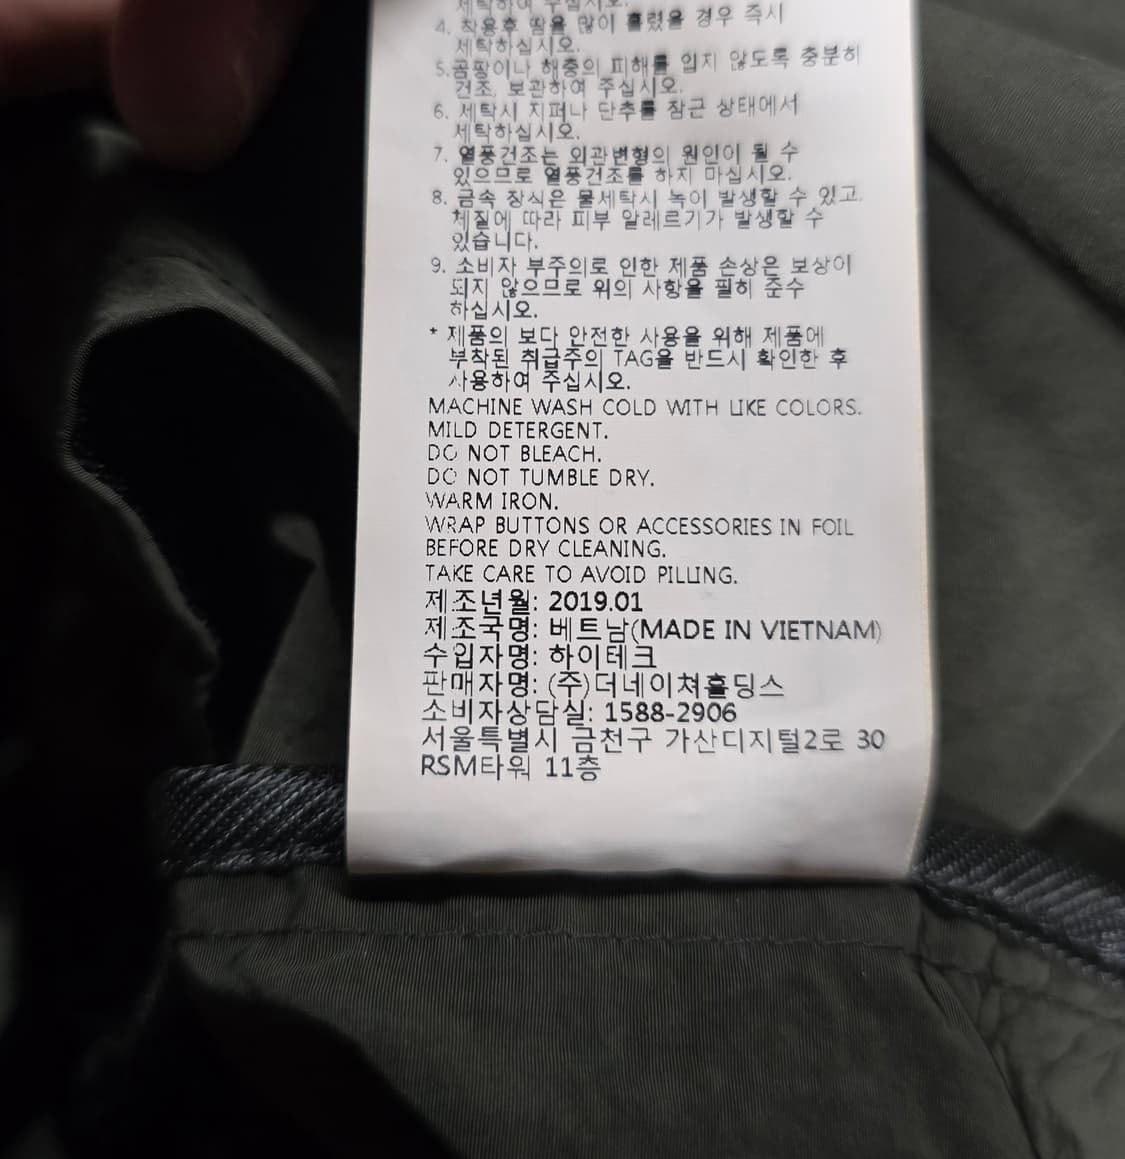 세탁하여 주십시오.
4. 착용후 땀을 많이 흘렸을 경우 즉시
세탁하십시오.
5.곰팡이나 해충의 피해를 입지 않도록 충분히
건조, 보관하여 주십시오.
6. 세탁시 지퍼나 단추를 잠근 상태에서
세탁하십시오.
7. 열풍건조는 외관변형의 원인이 될 수
있으므로 열풍건조를 하지 마십시오.
8. 금속 장식은 물세탁시 녹이 발생할 수 있고,
체질에 따라 피부 알레르기가 발생할 수
있습니다.
9. 소비자 부주의로 인한 제품 손상은 보상이
되지 않으므로 위의 사항을 필히 준수
하십시오.
* 제품의 보다 안전한 사용을 위해 제품에
부착된 취급주의 TAG을 반드시 확인한 후
사용하여 주십시오.
MACHINE WASH COLD WITH LIKE COLORS.
MILD DETERGENT.
DO NOT BLEACH.
DO NOT TUMBLE DRY.
WARM IRON.
WRAP BUTTONS OR ACCESSORIES IN FOIL
BEFORE DRY CLEANING.
TAKE CARE TO AVOID PILLING.
제조년월: 2019.01
제조국명: 베트남(MADE IN VIETNAM)
수입자명: 하이테크
판매자명: (주)더네이쳐홀딩스
소비자상담실: 1588-2906
서울특별시 금천구 가산디지털2로 30
RSM타워 11층